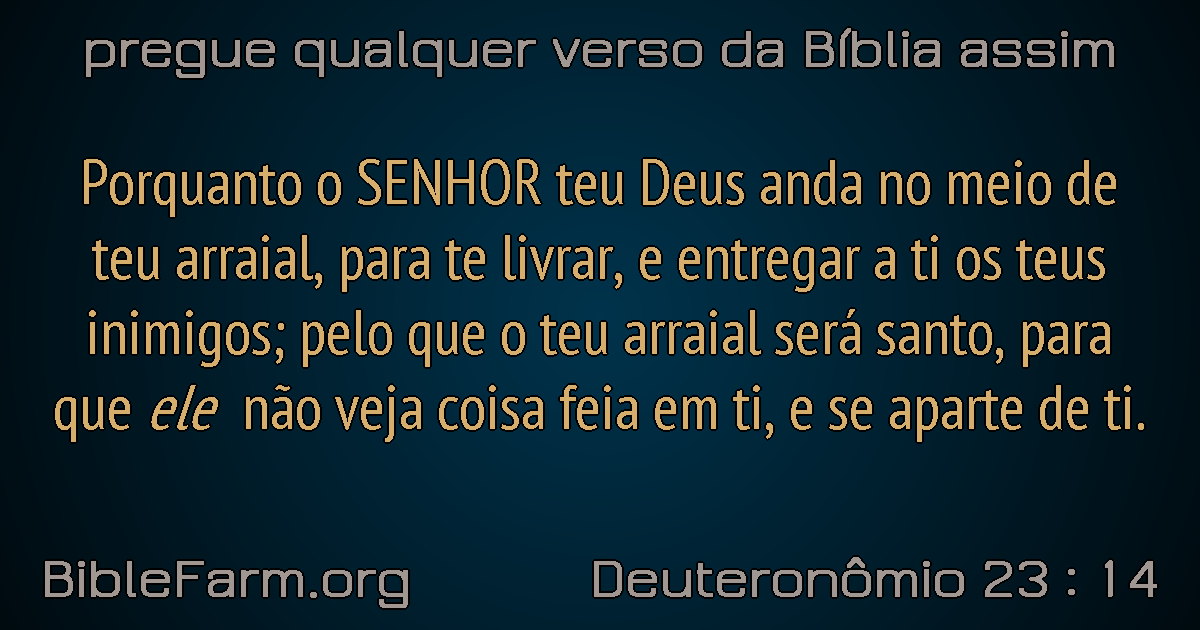 pregue qualquer verso da Bíblia assim
Porquanto o SENHOR teu Deus anda no meio de
teu arraial, para te livrar, e entregar a ti os teus
inimigos; pelo que o teu arraial será santo, para
que ele não veja coisa feia em ti, e se aparte de ti.
BibleFarm.org
Deuteronômio 23 : 14